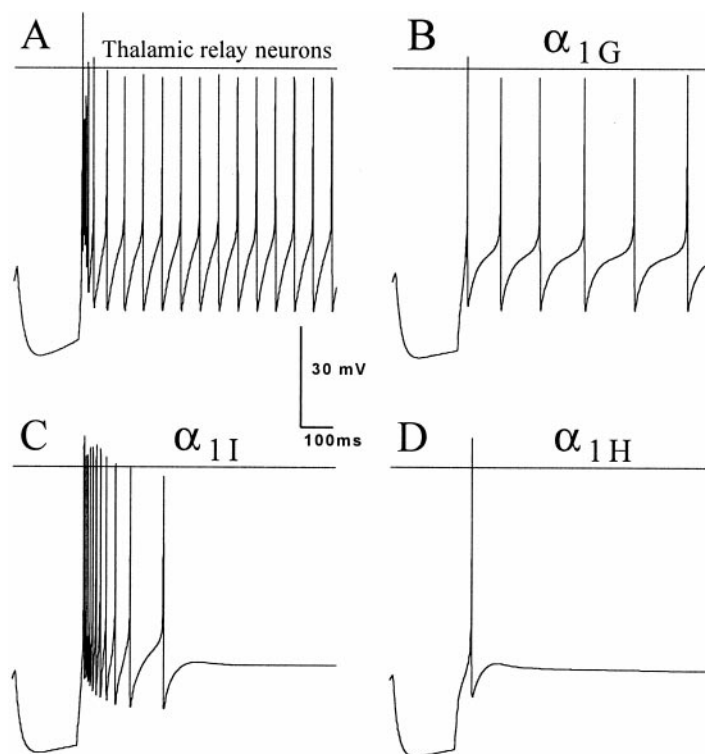 A
Thalamic relay neurons
B
α1G
30 mV
100ms
C
α1I
D
α1H